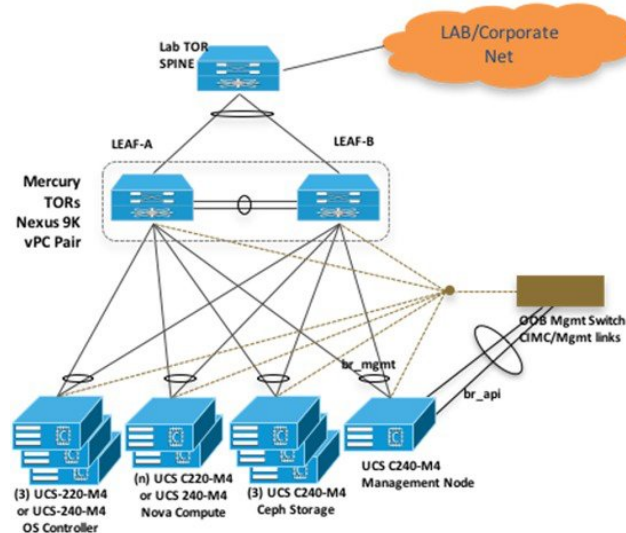 Lab TOR
SPINE
LAB/Corporate
Net
LEAF-A
LEAF-B
Mercury
TORs
Nexus 9K
vPC Pair
OOB Mgmt Switch
CIMC/Mgmt links
br_mgmt
br_api
(3) UCS-220-M4
or UCS-240-M4
OS Controller
(n) UCS C220-M4
or UCS 240-M4
Nova Compute
(3) UCS C240-M4
Ceph Storage
UCS C240-M4
Management Node